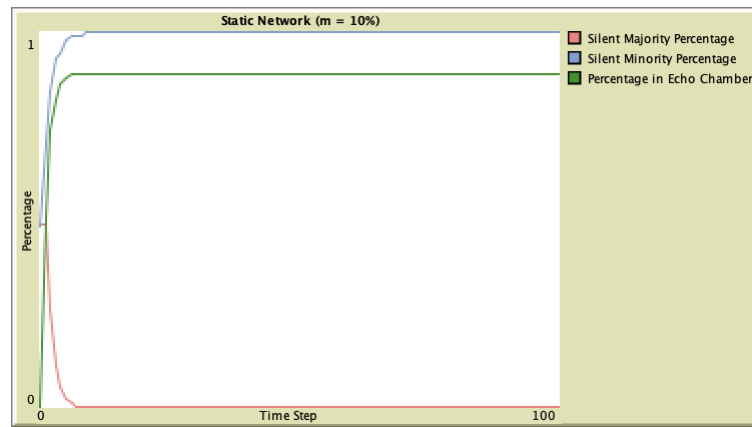 Static Network (m = 10%)
1
Percentage
0
0
Time Step
100
Silent Majority Percentage
Silent Minority Percentage
Percentage in Echo Chamber